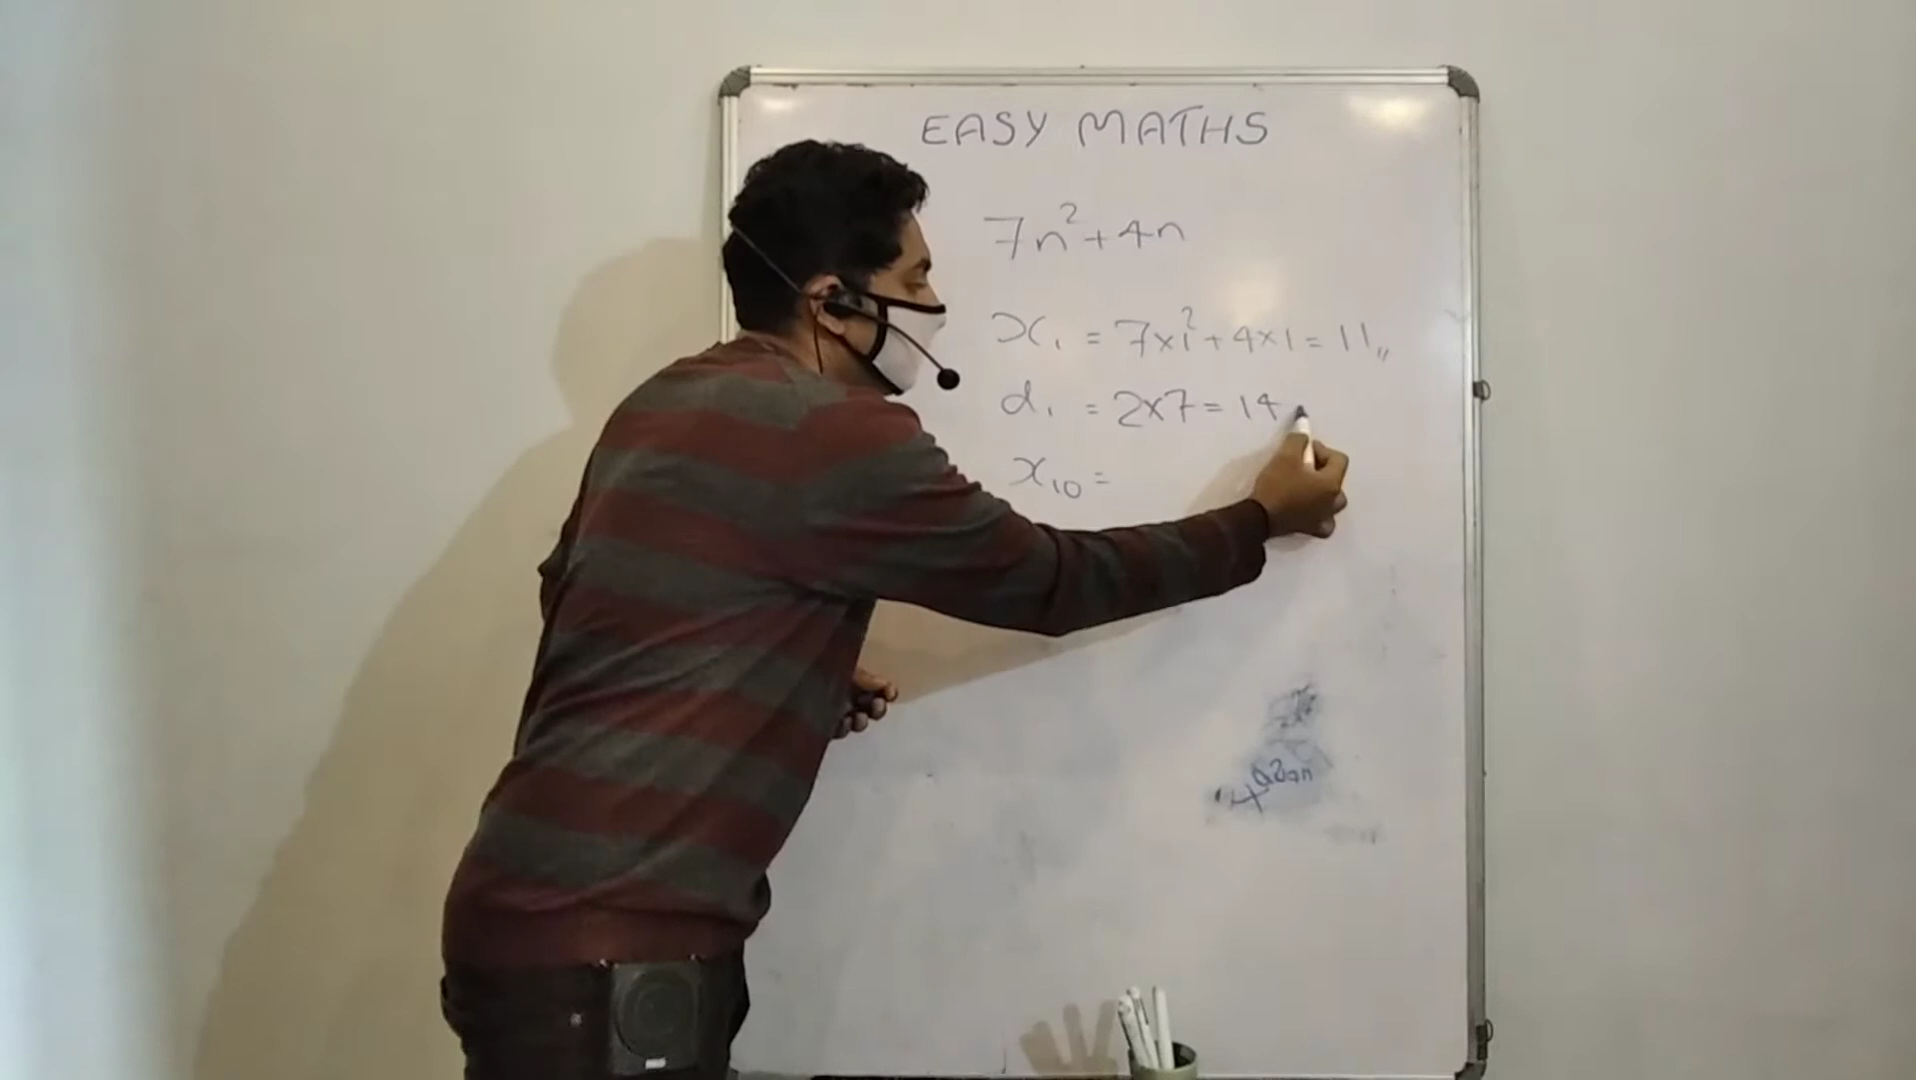 EASY MATHS
7n²+4n
x₁ = 7×1²+4×1=11,,
d₁ = 2×7=14
x₁₀=